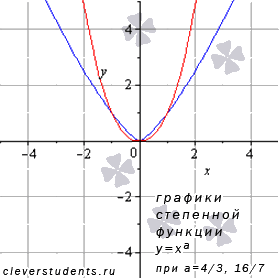 4
y
2
-4
-2
0
2
4
x
-2
-4
графики
степенной
функции
y=xᵃ
при a=4/3, 16/7
cleverstudents.ru